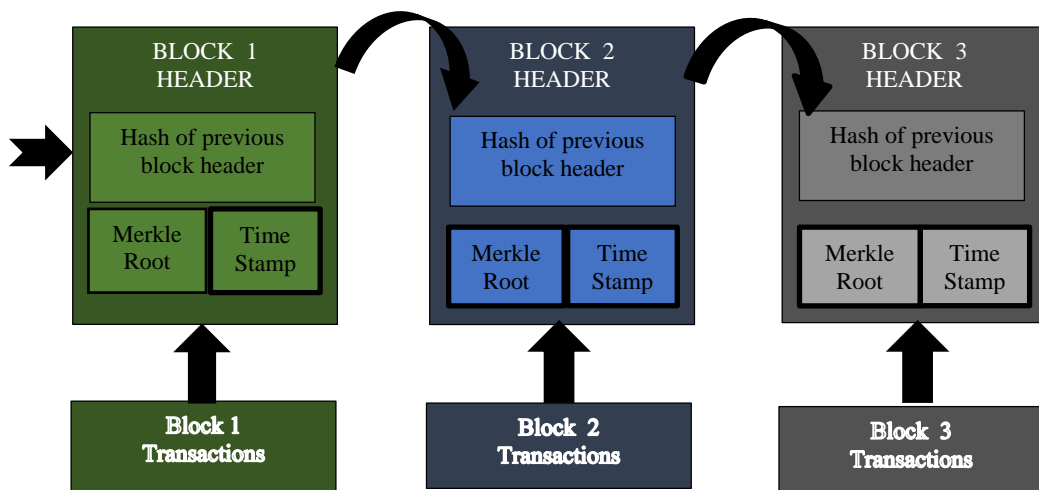 BLOCK 1
HEADER
Hash of previous
block header
Merkle
Root
Time
Stamp
Block 1
Transactions
BLOCK 2
HEADER
Hash of previous
block header
Merkle
Root
Time
Stamp
Block 2
Transactions
BLOCK 3
HEADER
Hash of previous
block header
Merkle
Root
Time
Stamp
Block 3
Transactions